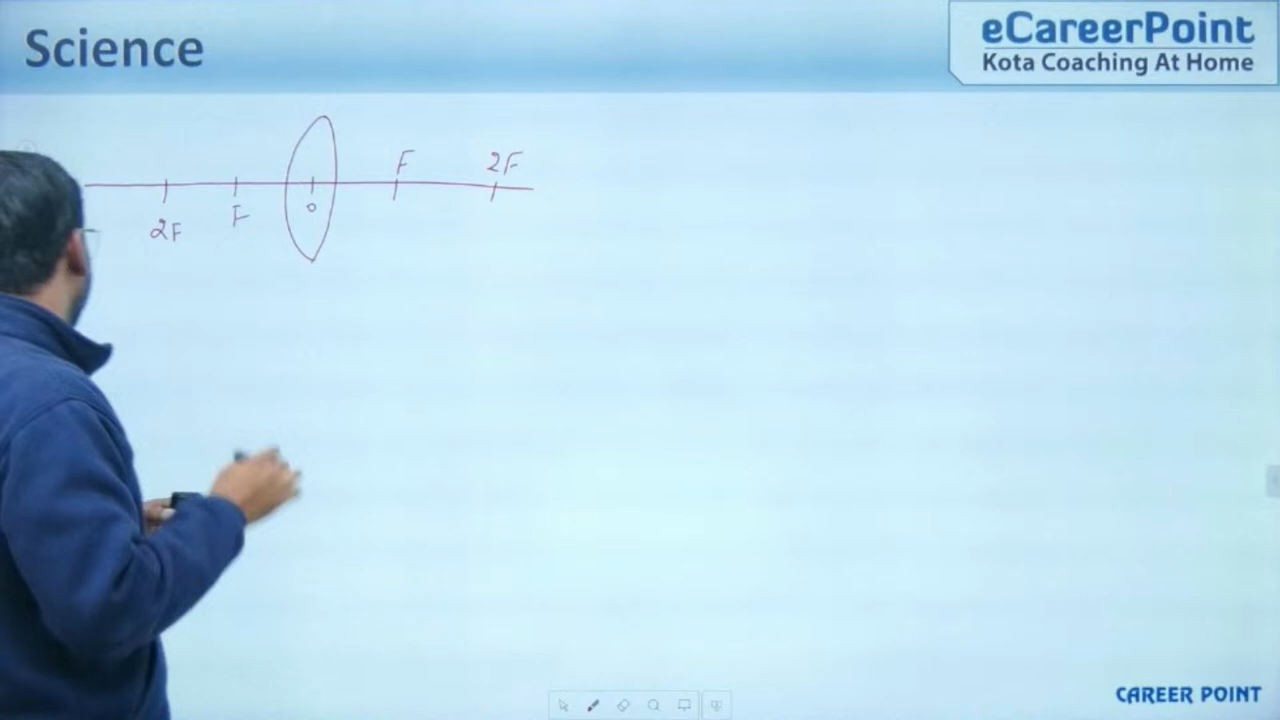 Science
eCareerPoint
Kota Coaching At Home
F 2F
2F F O
CAREER POINT